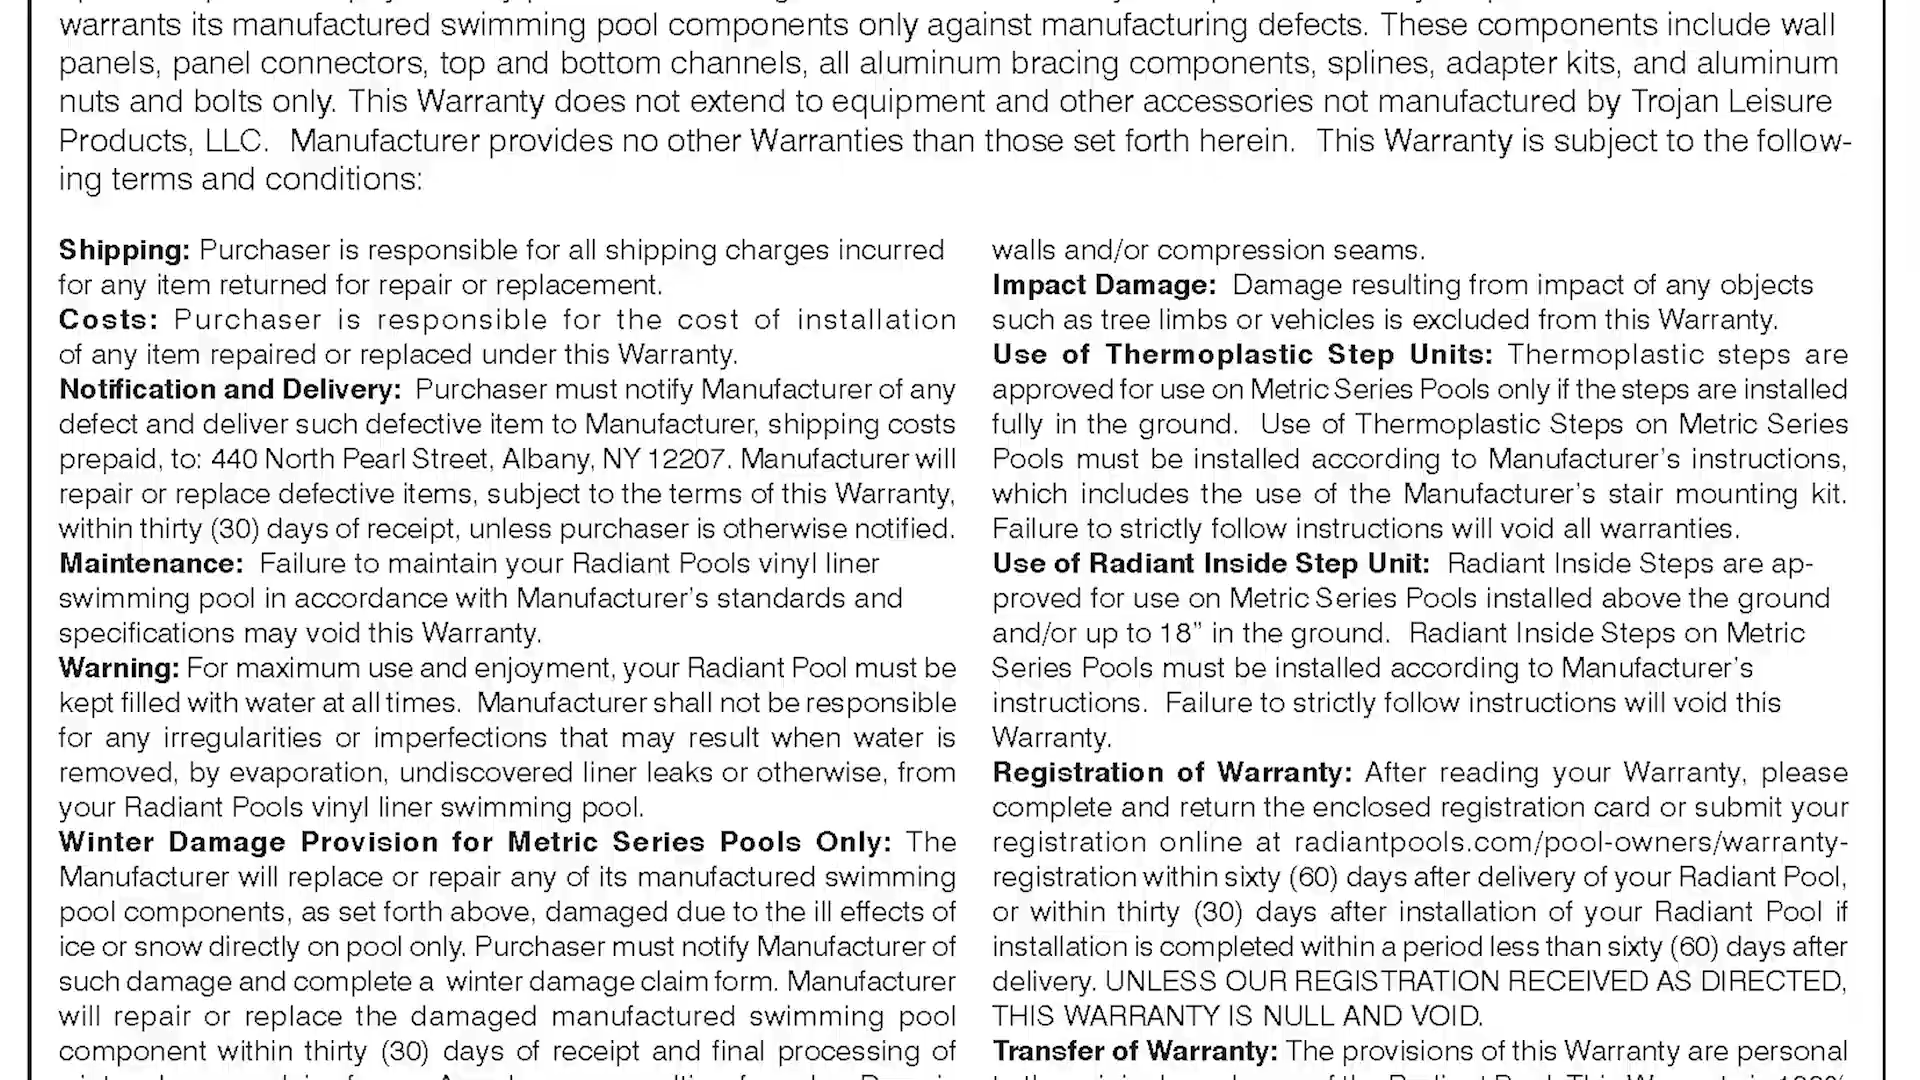 warrants its manufactured swimming pool components only against manufacturing defects. These components include wall
panels, panel connectors, top and bottom channels, all aluminum bracing components, splines, adapter kits, and aluminum
nuts and bolts only. This Warranty does not extend to equipment and other accessories not manufactured by Trojan Leisure
Products, LLC. Manufacturer provides no other Warranties than those set forth herein. This Warranty is subject to the follow-
ing terms and conditions:
Shipping: Purchaser is responsible for all shipping charges incurred
for any item returned for repair or replacement.
Costs: Purchaser is responsible for the cost of installation
of any item repaired or replaced under this Warranty.
Notification and Delivery: Purchaser must notify Manufacturer of any
defect and deliver such defective item to Manufacturer, shipping costs
prepaid, to: 440 North Pearl Street, Albany, NY 12207. Manufacturer will
repair or replace defective items, subject to the terms of this Warranty,
within thirty (30) days of receipt, unless purchaser is otherwise notified.
Maintenance: Failure to maintain your Radiant Pools vinyl liner
swimming pool in accordance with Manufacturer's standards and
specifications may void this Warranty.
Warning: For maximum use and enjoyment, your Radiant Pool must be
kept filled with water at all times. Manufacturer shall not be responsible
for any irregularities or imperfections that may result when water is
removed, by evaporation, undiscovered liner leaks or otherwise, from
your Radiant Pools vinyl liner swimming pool.
Winter Damage Provision for Metric Series Pools Only: The
Manufacturer will replace or repair any of its manufactured swimming
pool components, as set forth above, damaged due to the ill effects of
ice or snow directly on pool only. Purchaser must notify Manufacturer of
such damage and complete a winter damage claim form. Manufacturer
will repair or replace the damaged manufactured swimming pool
component within thirty (30) days of receipt and final processing of
walls and/or compression seams.
Impact Damage: Damage resulting from impact of any objects
such as tree limbs or vehicles is excluded from this Warranty.
Use of Thermoplastic Step Units: Thermoplastic steps are
approved for use on Metric Series Pools only if the steps are installed
fully in the ground. Use of Thermoplastic Steps on Metric Series
Pools must be installed according to Manufacturer's instructions,
which includes the use of the Manufacturer's stair mounting kit.
Failure to strictly follow instructions will void all warranties.
Use of Radiant Inside Step Unit: Radiant Inside Steps are ap-
proved for use on Metric Series Pools installed above the ground
and/or up to 18” in the ground. Radiant Inside Steps on Metric
Series Pools must be installed according to Manufacturer's
instructions. Failure to strictly follow instructions will void this
Warranty.
Registration of Warranty: After reading your Warranty, please
complete and return the enclosed registration card or submit your
registration online at radiantpools.com/pool-owners/warranty-
registration within sixty (60) days after delivery of your Radiant Pool,
or within thirty (30) days after installation of your Radiant Pool if
installation is completed within a period less than sixty (60) days after
delivery. UNLESS OUR REGISTRATION RECEIVED AS DIRECTED,
THIS WARRANTY IS NULL AND VOID.
Transfer of Warranty: The provisions of this Warranty are personal